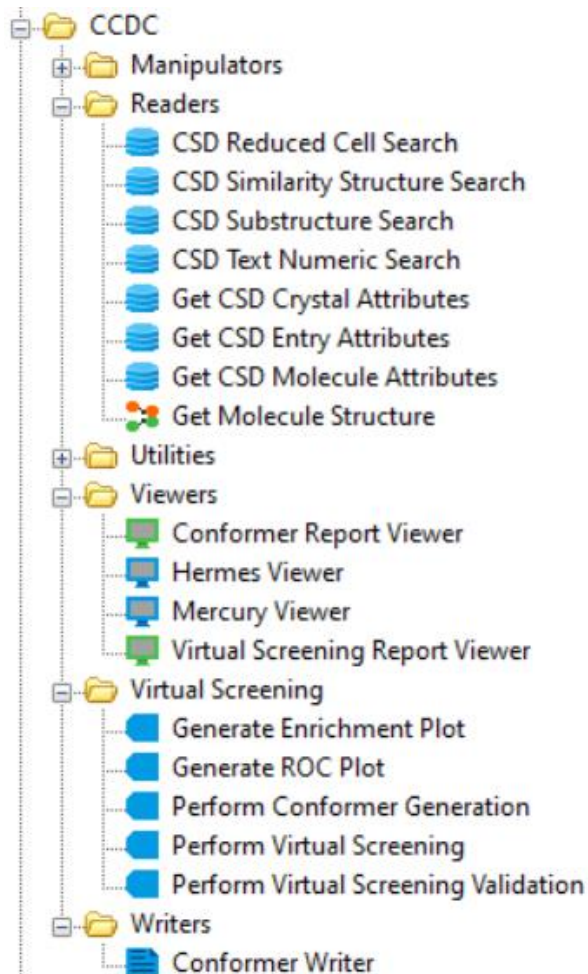 CCDC
Manipulators
Readers
CSD Reduced Cell Search
CSD Similarity Structure Search
CSD Substructure Search
CSD Text Numeric Search
Get CSD Crystal Attributes
Get CSD Entry Attributes
Get CSD Molecule Attributes
Get Molecule Structure
Utilities
Viewers
Conformer Report Viewer
Hermes Viewer
Mercury Viewer
Virtual Screening Report Viewer
Virtual Screening
Generate Enrichment Plot
Generate ROC Plot
Perform Conformer Generation
Perform Virtual Screening
Perform Virtual Screening Validation
Writers
Conformer Writer